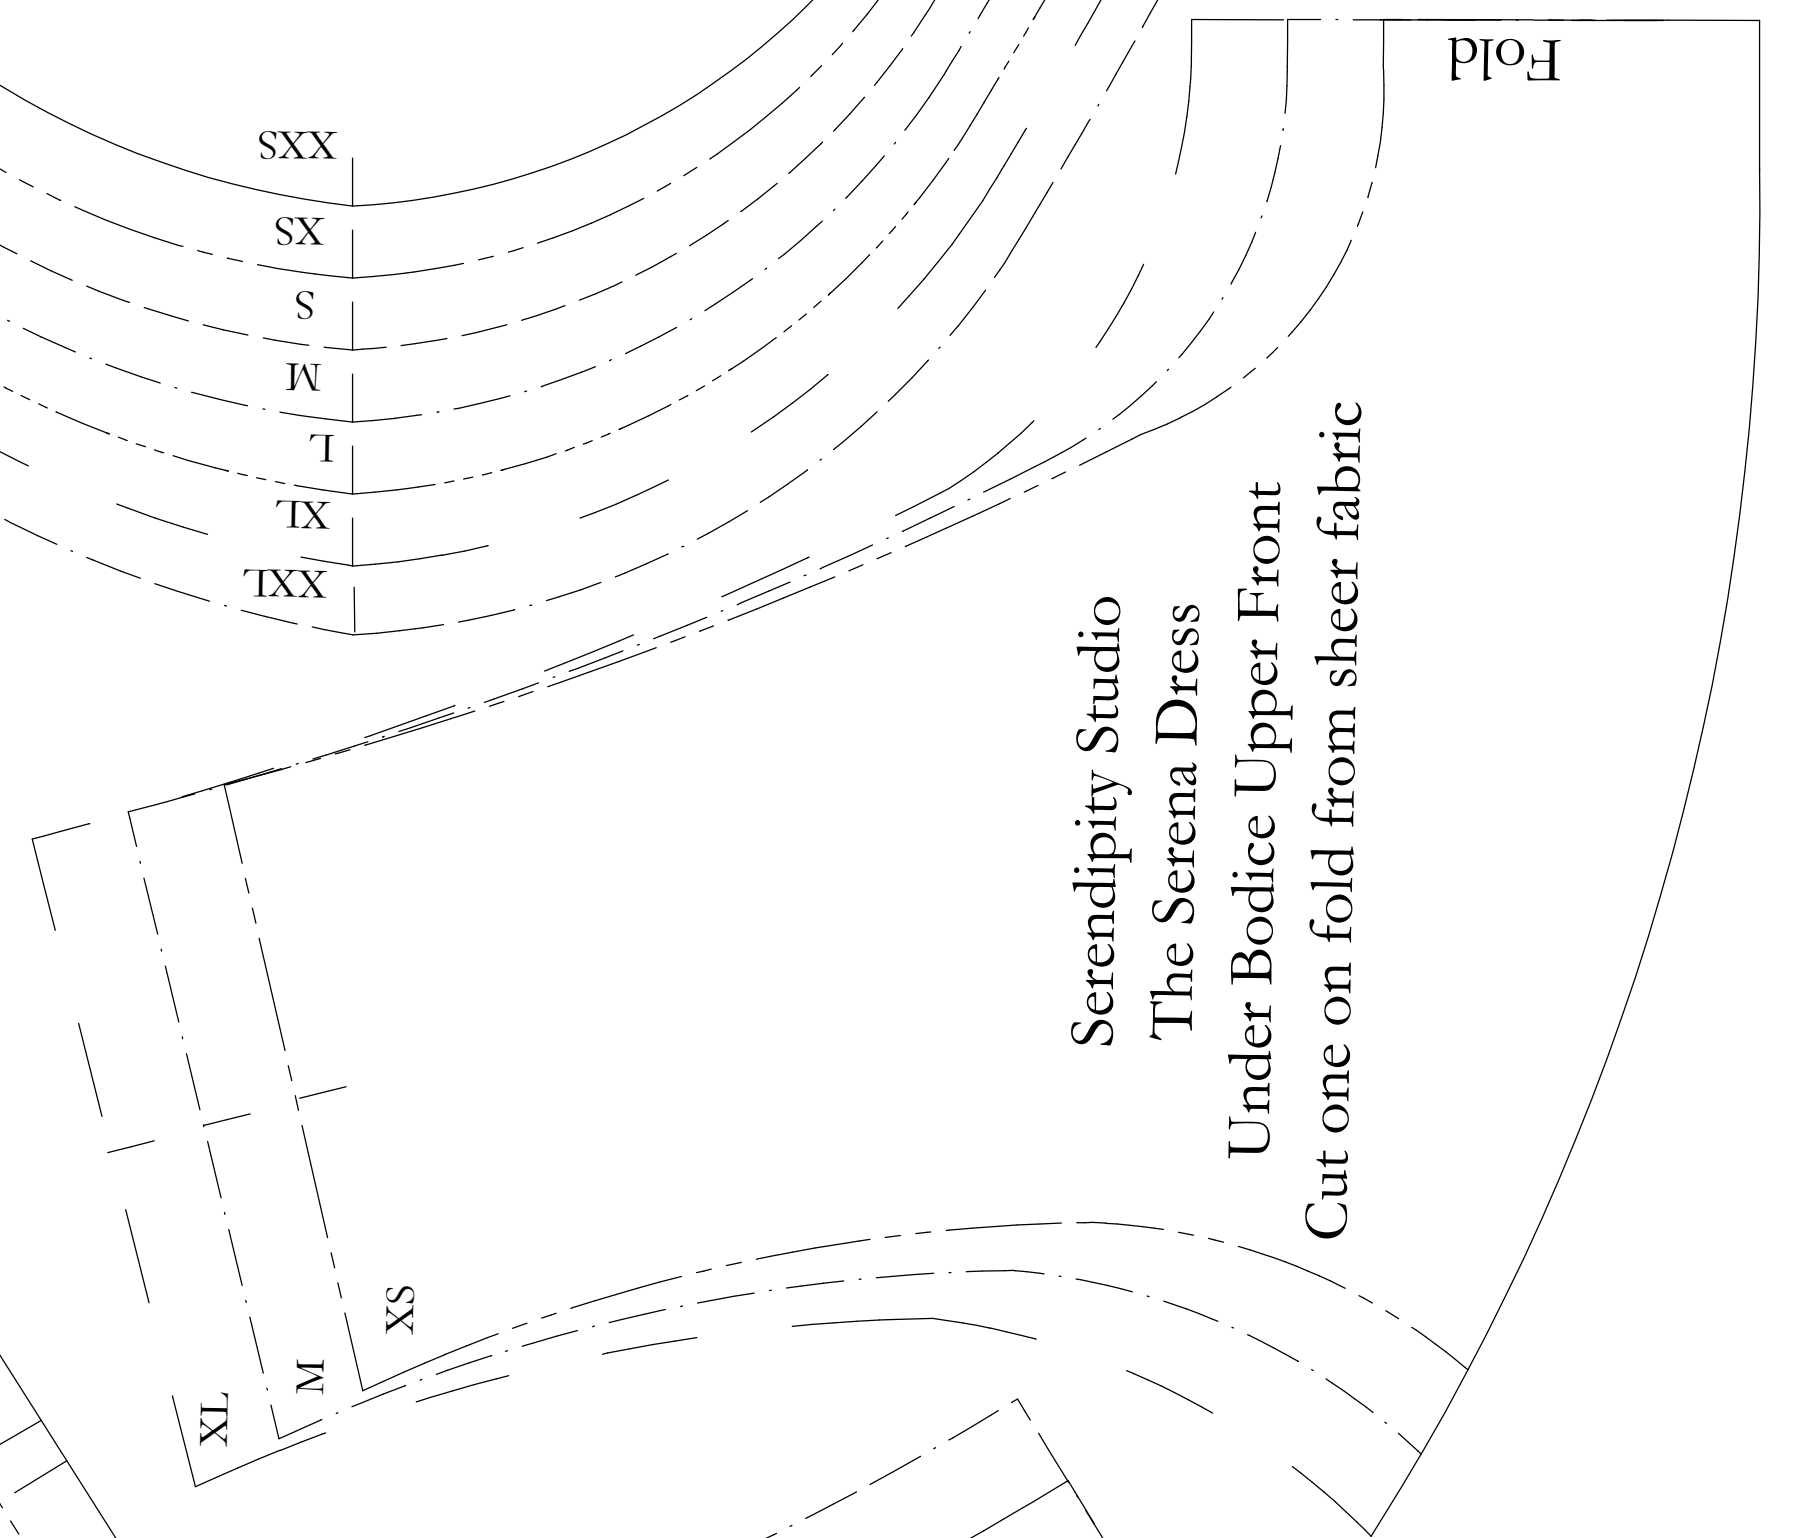 Fold
XXS
XS
S
M
L
XL
XXL
Serendipity Studio
The Serena Dress
Under Bodice Upper Front
Cut one on fold from sheer fabric
XS
M
XL